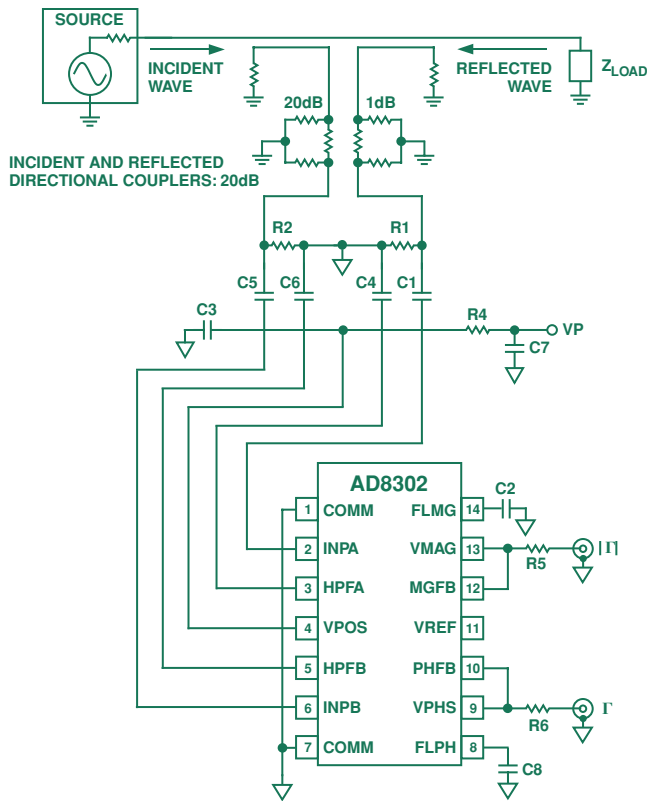 SOURCE
INCIDENT
WAVE
REFLECTED
WAVE
Z_LOAD
20dB
1dB
INCIDENT AND REFLECTED
DIRECTIONAL COUPLERS: 20dB
R2
R1
C5
C6
C4
C1
C3
R4
VP
C7
AD8302
1 COMM
FLMG 14
C2
2 INPA
VMAG 13
R5
|Γ|
3 HPFA
MGFB 12
4 VPOS
VREF 11
5 HPFB
PHFB 10
6 INPB
VPHS 9
R6
Γ
7 COMM
FLPH 8
C8